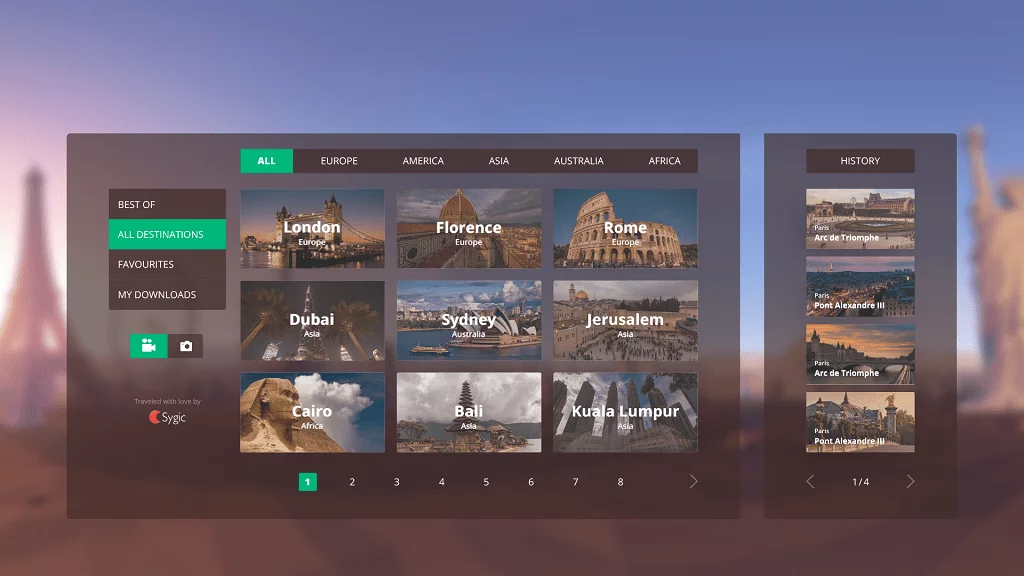 ALL
EUROPE
AMERICA
ASIA
AUSTRALIA
AFRICA
HISTORY
BEST OF
ALL DESTINATIONS
FAVOURITES
MY DOWNLOADS
Traveled with love by
Sygic
London
Europe
Florence
Europe
Rome
Europe
Dubai
Asia
Sydney
Australia
Jerusalem
Asia
Cairo
Africa
Bali
Asia
Kuala Lumpur
Asia
1 2 3 4 5 6 7 8
Paris
Arc de Triomphe
Paris
Pont Alexandre III
Paris
Arc de Triomphe
Paris
Pont Alexandre III
1/4